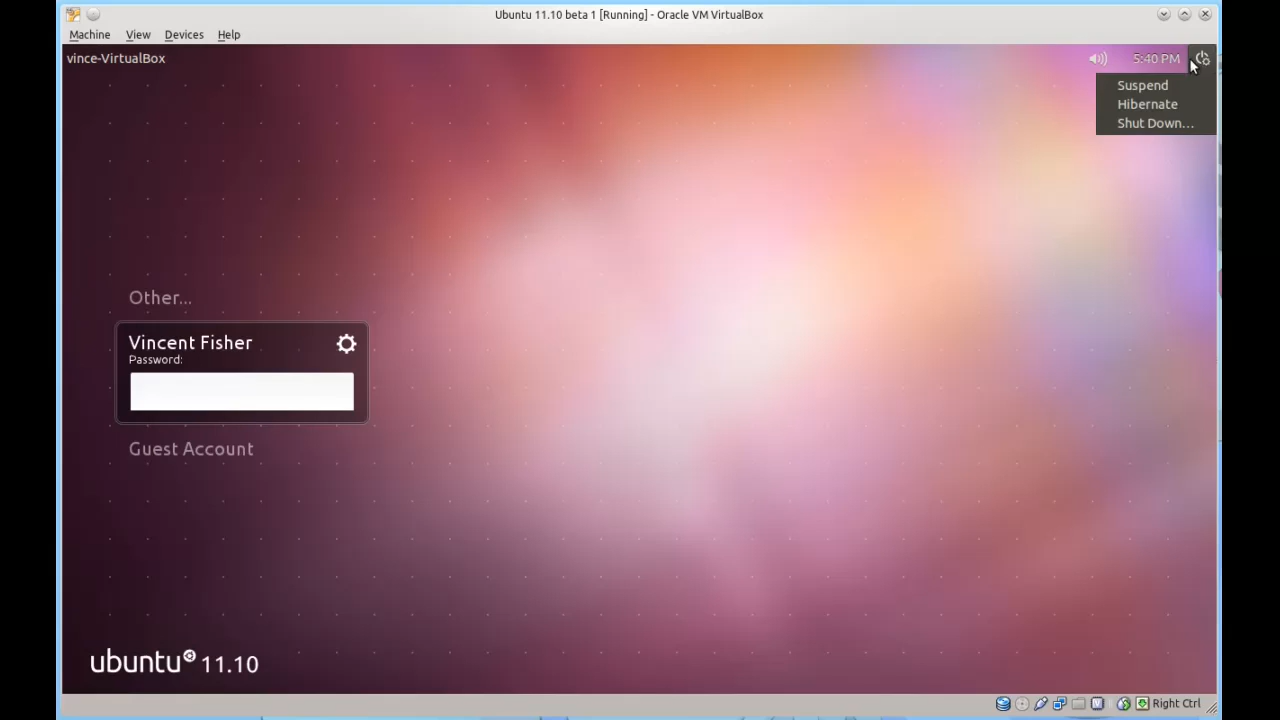 Ubuntu 11.10 beta 1 [Running] - Oracle VM VirtualBox
Machine View Devices Help
vince-VirtualBox
5:40 PM
Suspend
Hibernate
Shut Down...
Other...
Vincent Fisher
Password:
Guest Account
ubuntu 11.10
Right Ctrl